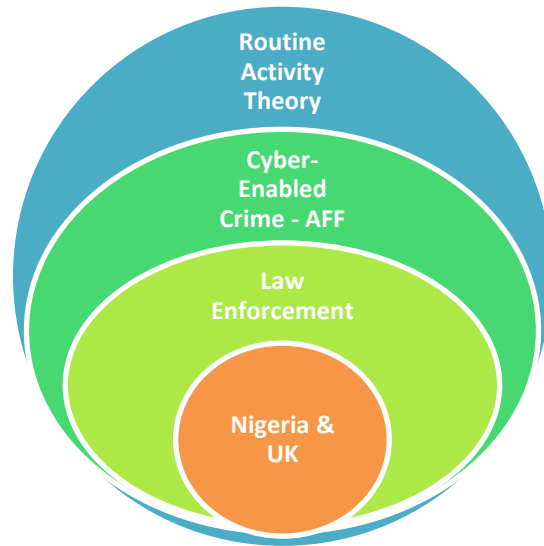 Routine
Activity
Theory
Cyber-
Enabled
Crime - AFF
Law
Enforcement
Nigeria &
UK